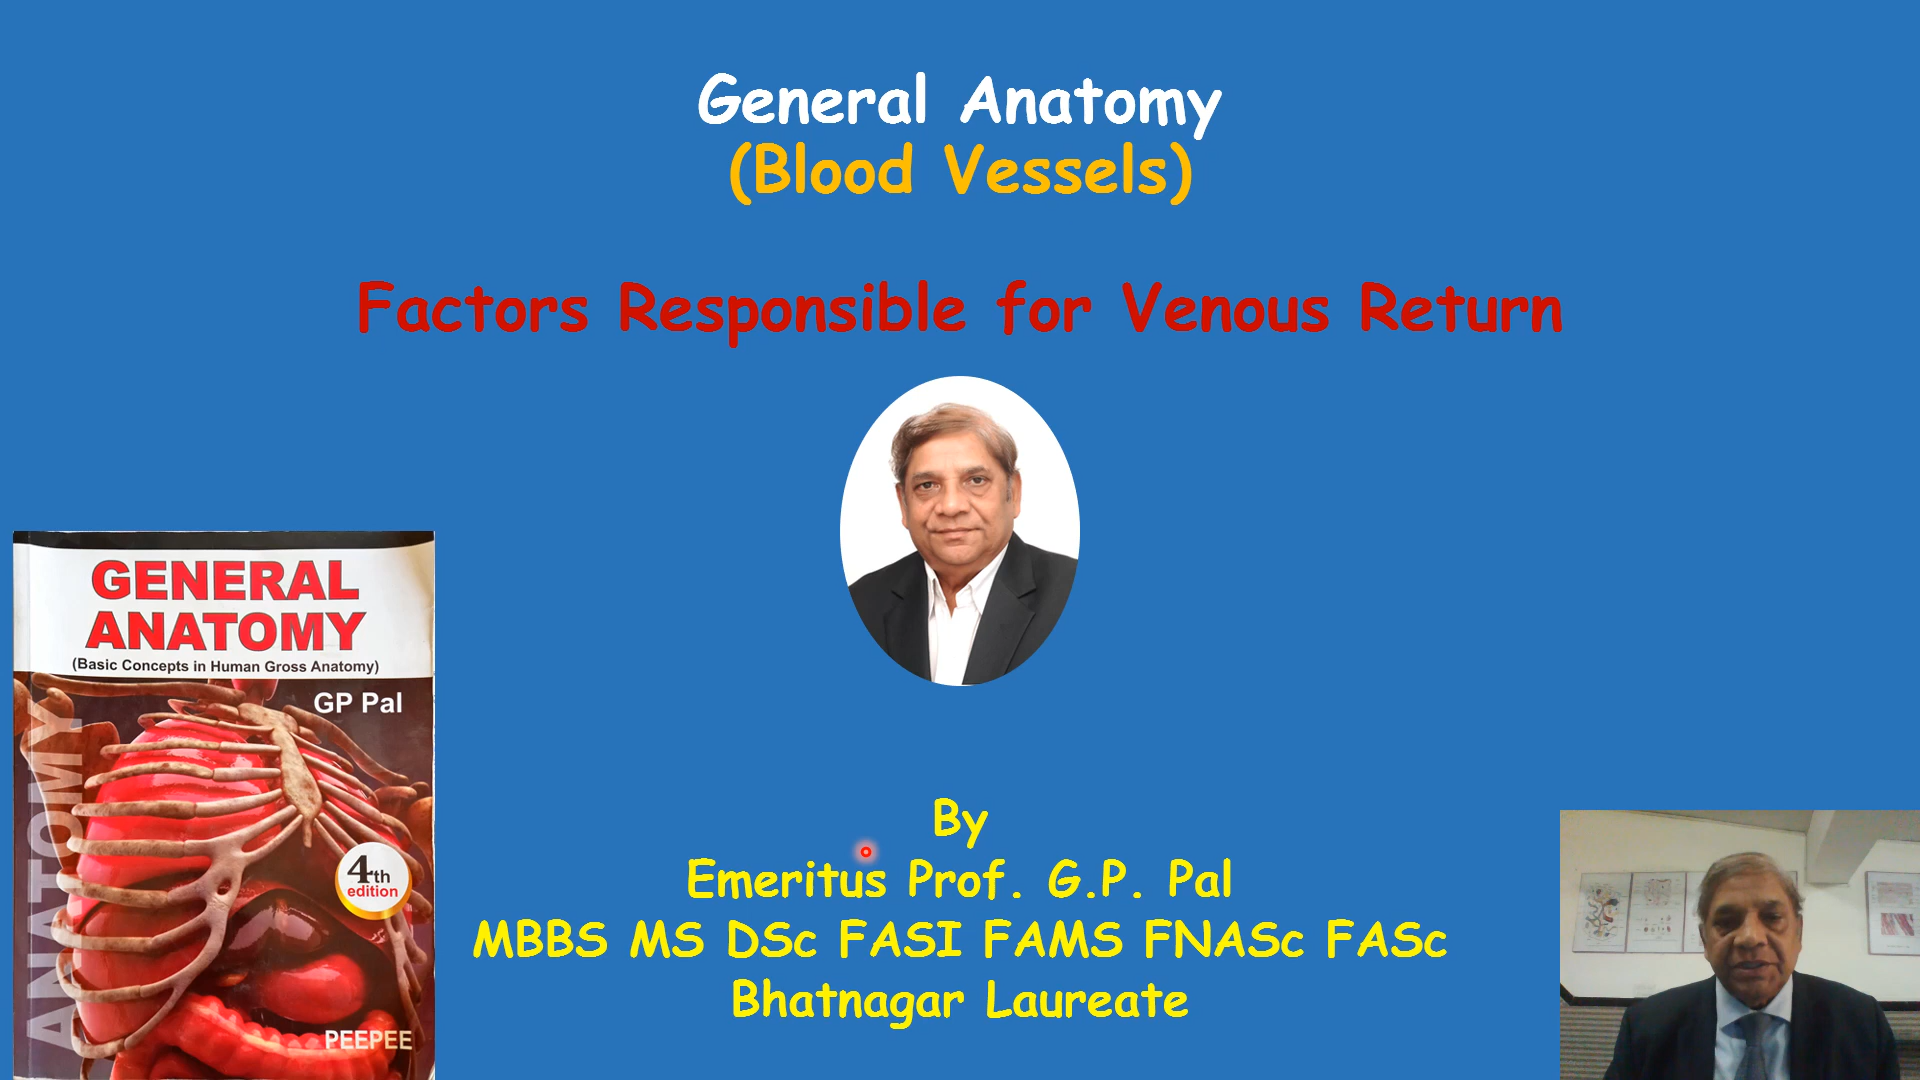 General Anatomy
(Blood Vessels)
Factors Responsible for Venous Return
GENERAL
ANATOMY
(Basic Concepts in Human Gross Anatomy)
GP Pal
ANATOMY
4th
edition
PEEPEE
By
Emeritus Prof. G.P. Pal
MBBS MS DSc FASI FAMS FNASc FASc
Bhatnagar Laureate